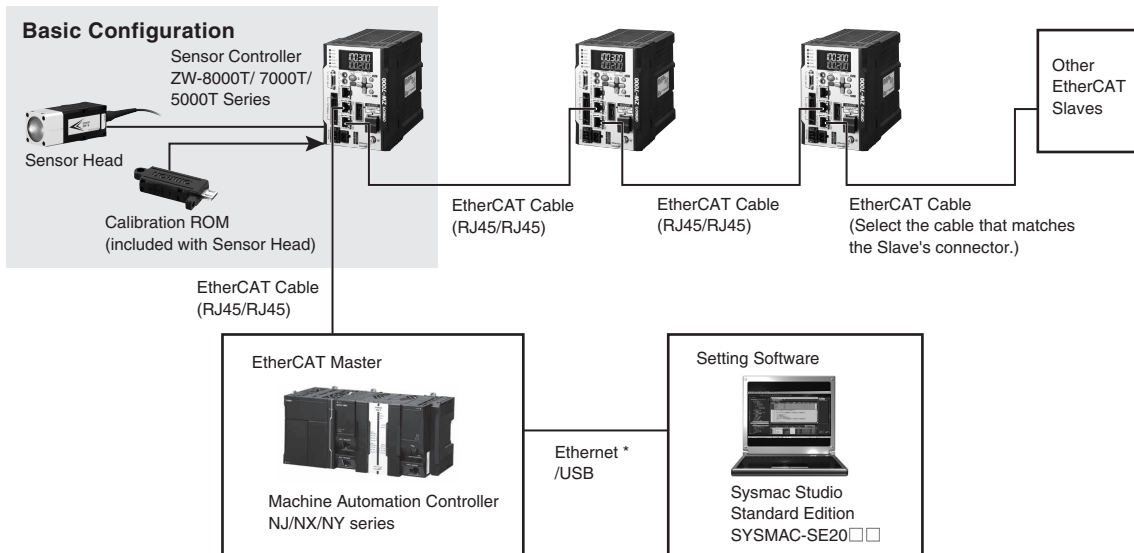 Basic Configuration
Sensor Controller
ZW-8000T/ 7000T/
5000T Series
Sensor Head
Calibration ROM
(included with Sensor Head)
EtherCAT Cable
(RJ45/RJ45)
EtherCAT Cable
(RJ45/RJ45)
EtherCAT Cable
(Select the cable that matches
the Slave's connector.)
Other
EtherCAT
Slaves
EtherCAT Cable
(RJ45/RJ45)
EtherCAT Master
Machine Automation Controller
NJ/NX/NY series
Ethernet *
/USB
Setting Software
Sysmac Studio
Standard Edition
SYSMAC-SE20□□